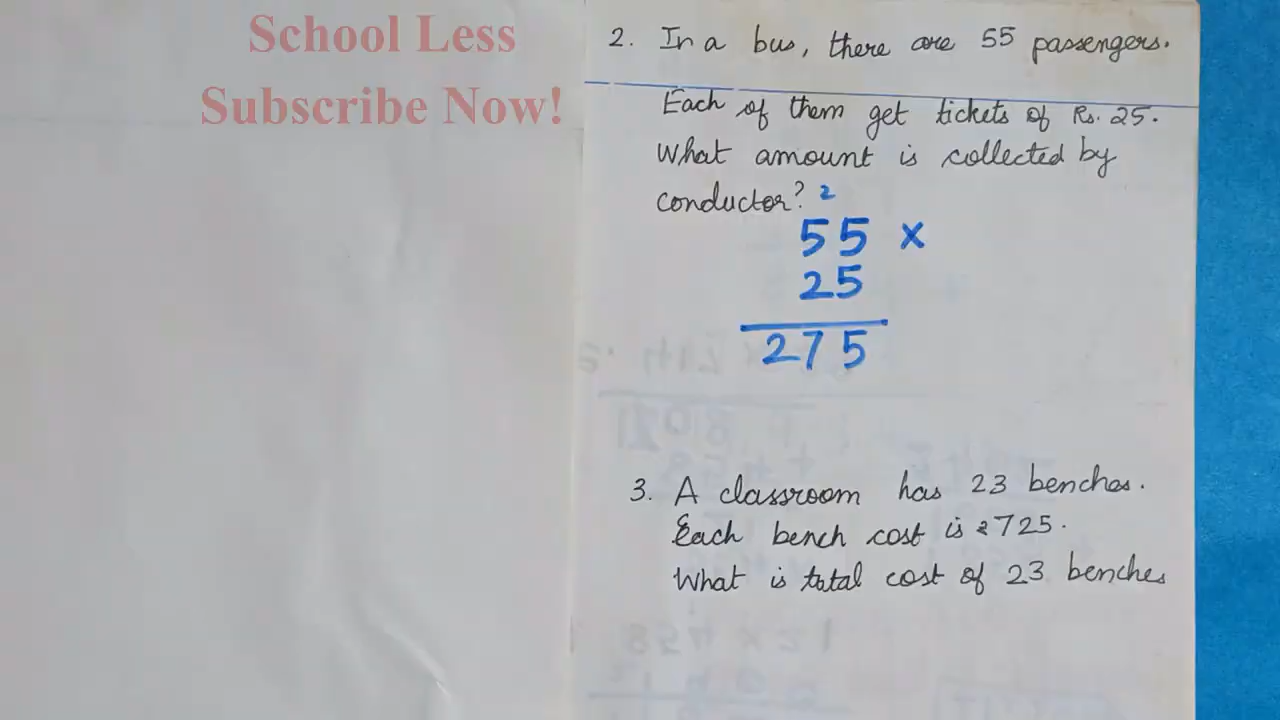 School Less
Subscribe Now!
2. In a bus, there are 55 passengers.
Each of them get tickets of Rs. 25.
What amount is collected by
conductor?
2
55 x
25
275
3. A classroom has 23 benches.
Each bench cost is ₹725.
What is total cost of 23 benches